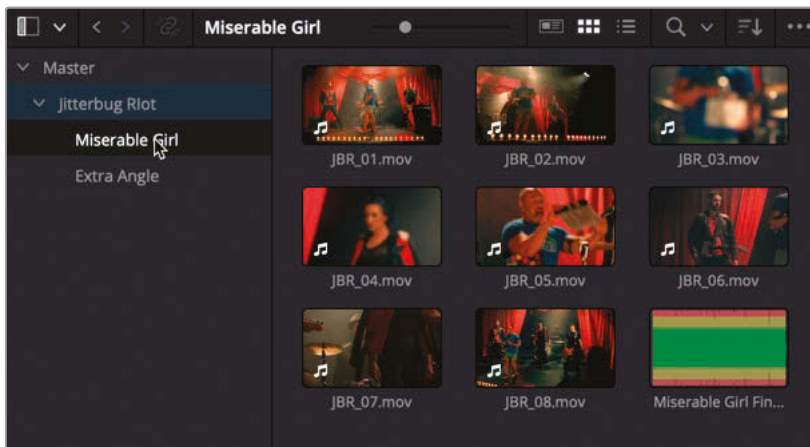 Miserable Girl
Master
Jitterbug RIot
Miserable Girl
Extra Angle
JBR_01.mov
JBR_02.mov
JBR_03.mov
JBR_04.mov
JBR_05.mov
JBR_06.mov
JBR_07.mov
JBR_08.mov
Miserable Girl Fin...